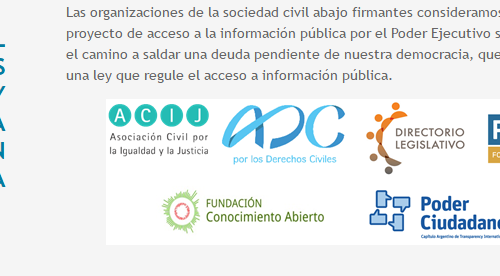 Las organizaciones de la sociedad civil abajo firmantes consideramos
proyecto de acceso a la información pública por el Poder Ejecutivo s
el camino a saldar una deuda pendiente de nuestra democracia, que
una ley que regule el acceso a información pública.
ACIJ
Asociación Civil por
la Igualdad y la Justicia
ADC
por los Derechos Civiles
DIRECTORIO
LEGISLATIVO
P
FO
FUNDACIÓN
Conocimiento Abierto
Poder
Ciudadano
Capítulo Argentino de Transparency Internati
S
Y
A
N
A